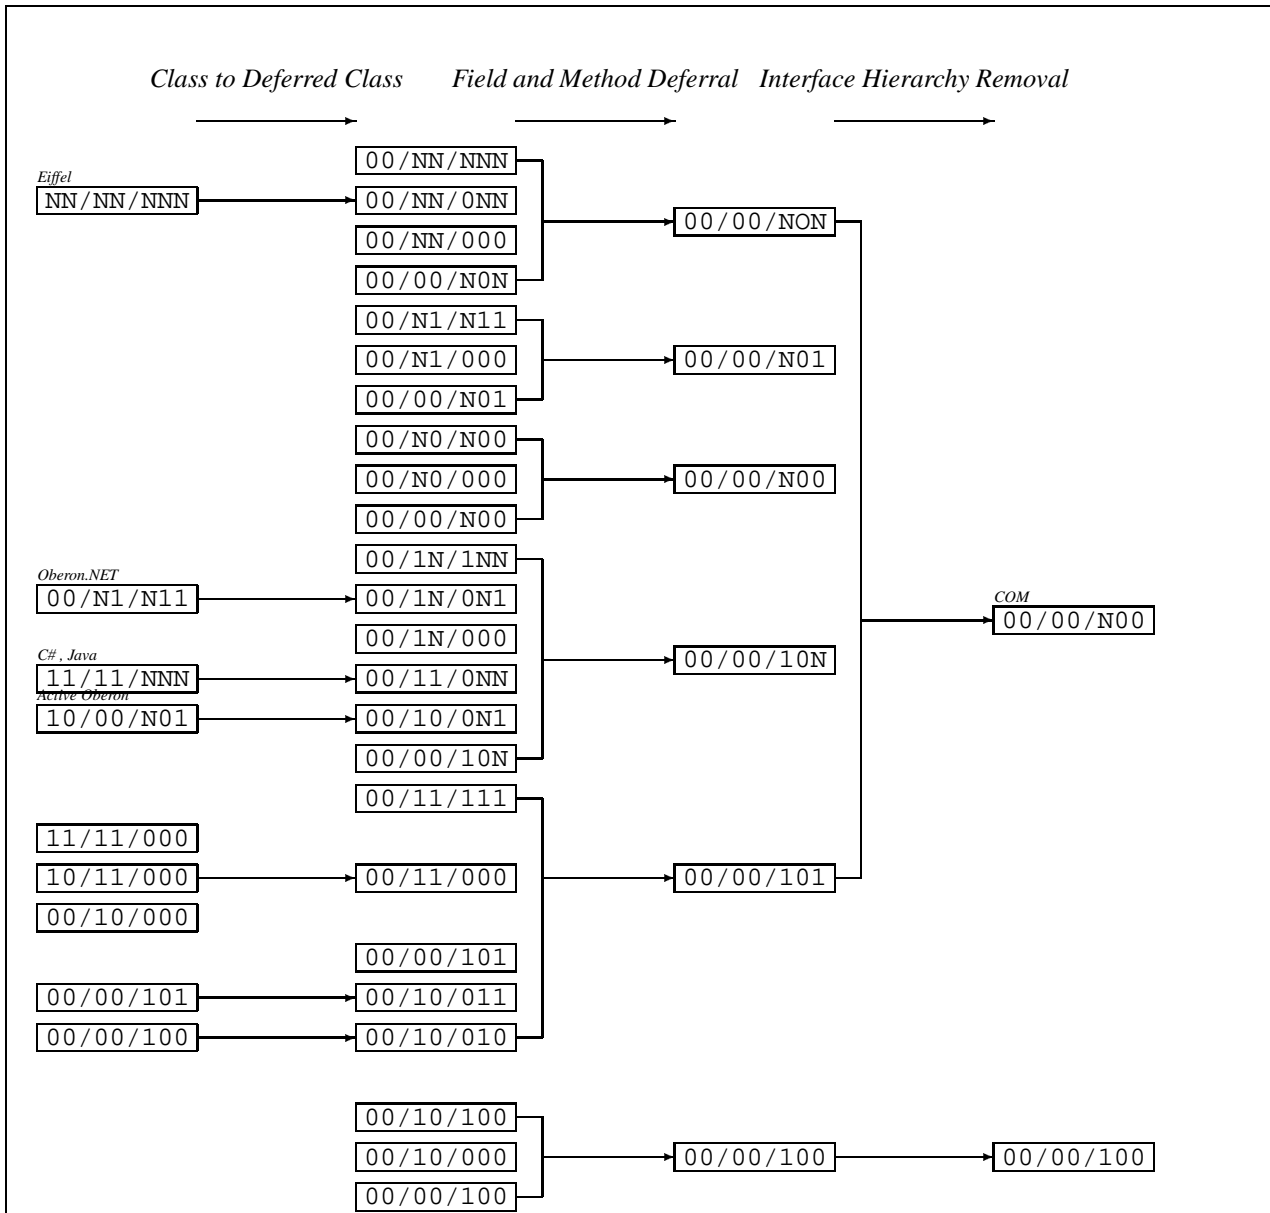 Class to Deferred Class Field and Method Deferral Interface Hierarchy Removal
00/NN/NNN
Eiffel
NN/NN/NNN 00/NN/0NN
00/00/NON
00/NN/000
00/00/N0N
00/N1/N11
00/N1/000 00/00/N01
00/00/N01
00/N0/N00
00/N0/000 00/00/N00
00/00/N00
00/1N/1NN
Oberon.NET
00/N1/N11 00/1N/0N1
COM
00/00/N00
00/1N/000
C# , Java
00/00/10N
11/11/NNN 00/11/0NN
Active Oberon
10/00/N01 00/10/0N1
00/00/10N
00/11/111
11/11/000
10/11/000 00/11/000 00/00/101
00/10/000
00/00/101
00/00/101 00/10/011
00/00/100 00/10/010
00/10/100
00/10/000 00/00/100 00/00/100
00/00/100